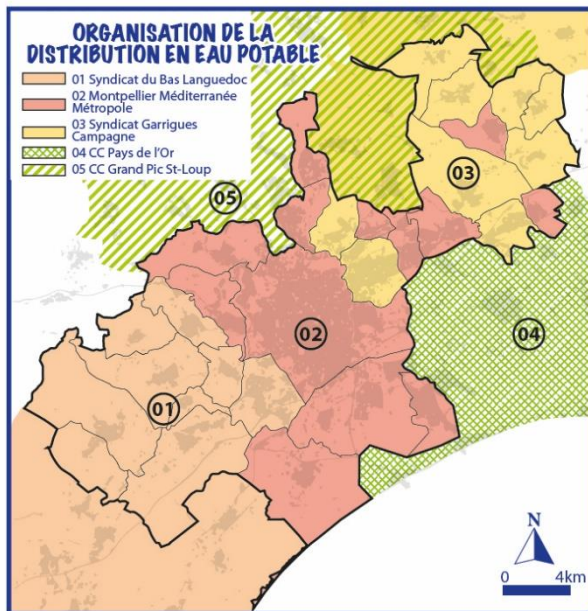 ORGANISATION DE LA
DISTRIBUTION EN EAU POTABLE
01 Syndicat du Bas Languedoc
02 Montpellier Méditerranée
Métropole
03 Syndicat Garrigues
Campagne
04 CC Pays de l'Or
05 CC Grand Pic St-Loup
03
05
02
04
01
N
0 4km